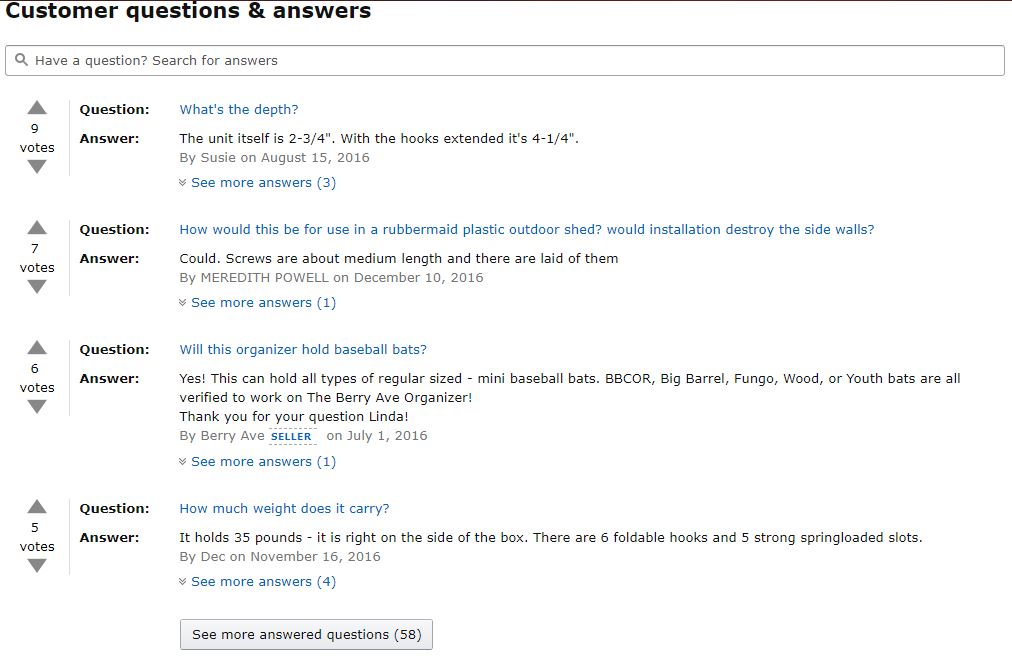 Customer questions & answers
Have a question? Search for answers
9
votes
Question: What's the depth?
Answer: The unit itself is 2-3/4". With the hooks extended it's 4-1/4".
By Susie on August 15, 2016
See more answers (3)
7
votes
Question: How would this be for use in a rubbermaid plastic outdoor shed? would installation destroy the side walls?
Answer: Could. Screws are about medium length and there are laid of them
By MEREDITH POWELL on December 10, 2016
See more answers (1)
6
votes
Question: Will this organizer hold baseball bats?
Answer: Yes! This can hold all types of regular sized - mini baseball bats. BBCOR, Big Barrel, Fungo, Wood, or Youth bats are all
verified to work on The Berry Ave Organizer!
Thank you for your question Linda!
By Berry Ave SELLER on July 1, 2016
See more answers (1)
5
votes
Question: How much weight does it carry?
Answer: It holds 35 pounds - it is right on the side of the box. There are 6 foldable hooks and 5 strong springloaded slots.
By Dec on November 16, 2016
See more answers (4)
See more answered questions (58)